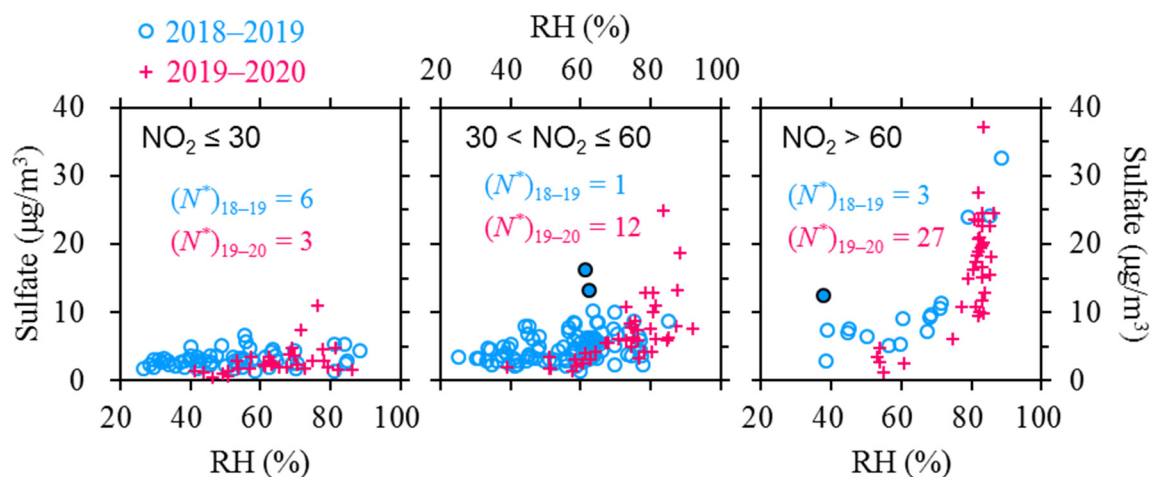 2018–2019
2019–2020
RH (%)
20 40 60 80 100
40
30
20
10
0
Sulfate (µg/m³)
NO₂ ≤ 30
(N*)₁₈₋₁₉ = 6
(N*)₁₉₋₂₀ = 3
20 40 60 80 100
RH (%)
30 < NO₂ ≤ 60
(N*)₁₈₋₁₉ = 1
(N*)₁₉₋₂₀ = 12
NO₂ > 60
(N*)₁₈₋₁₉ = 3
(N*)₁₉₋₂₀ = 27
40
30
20
10
0
Sulfate (µg/m³)
20 40 60 80 100
RH (%)